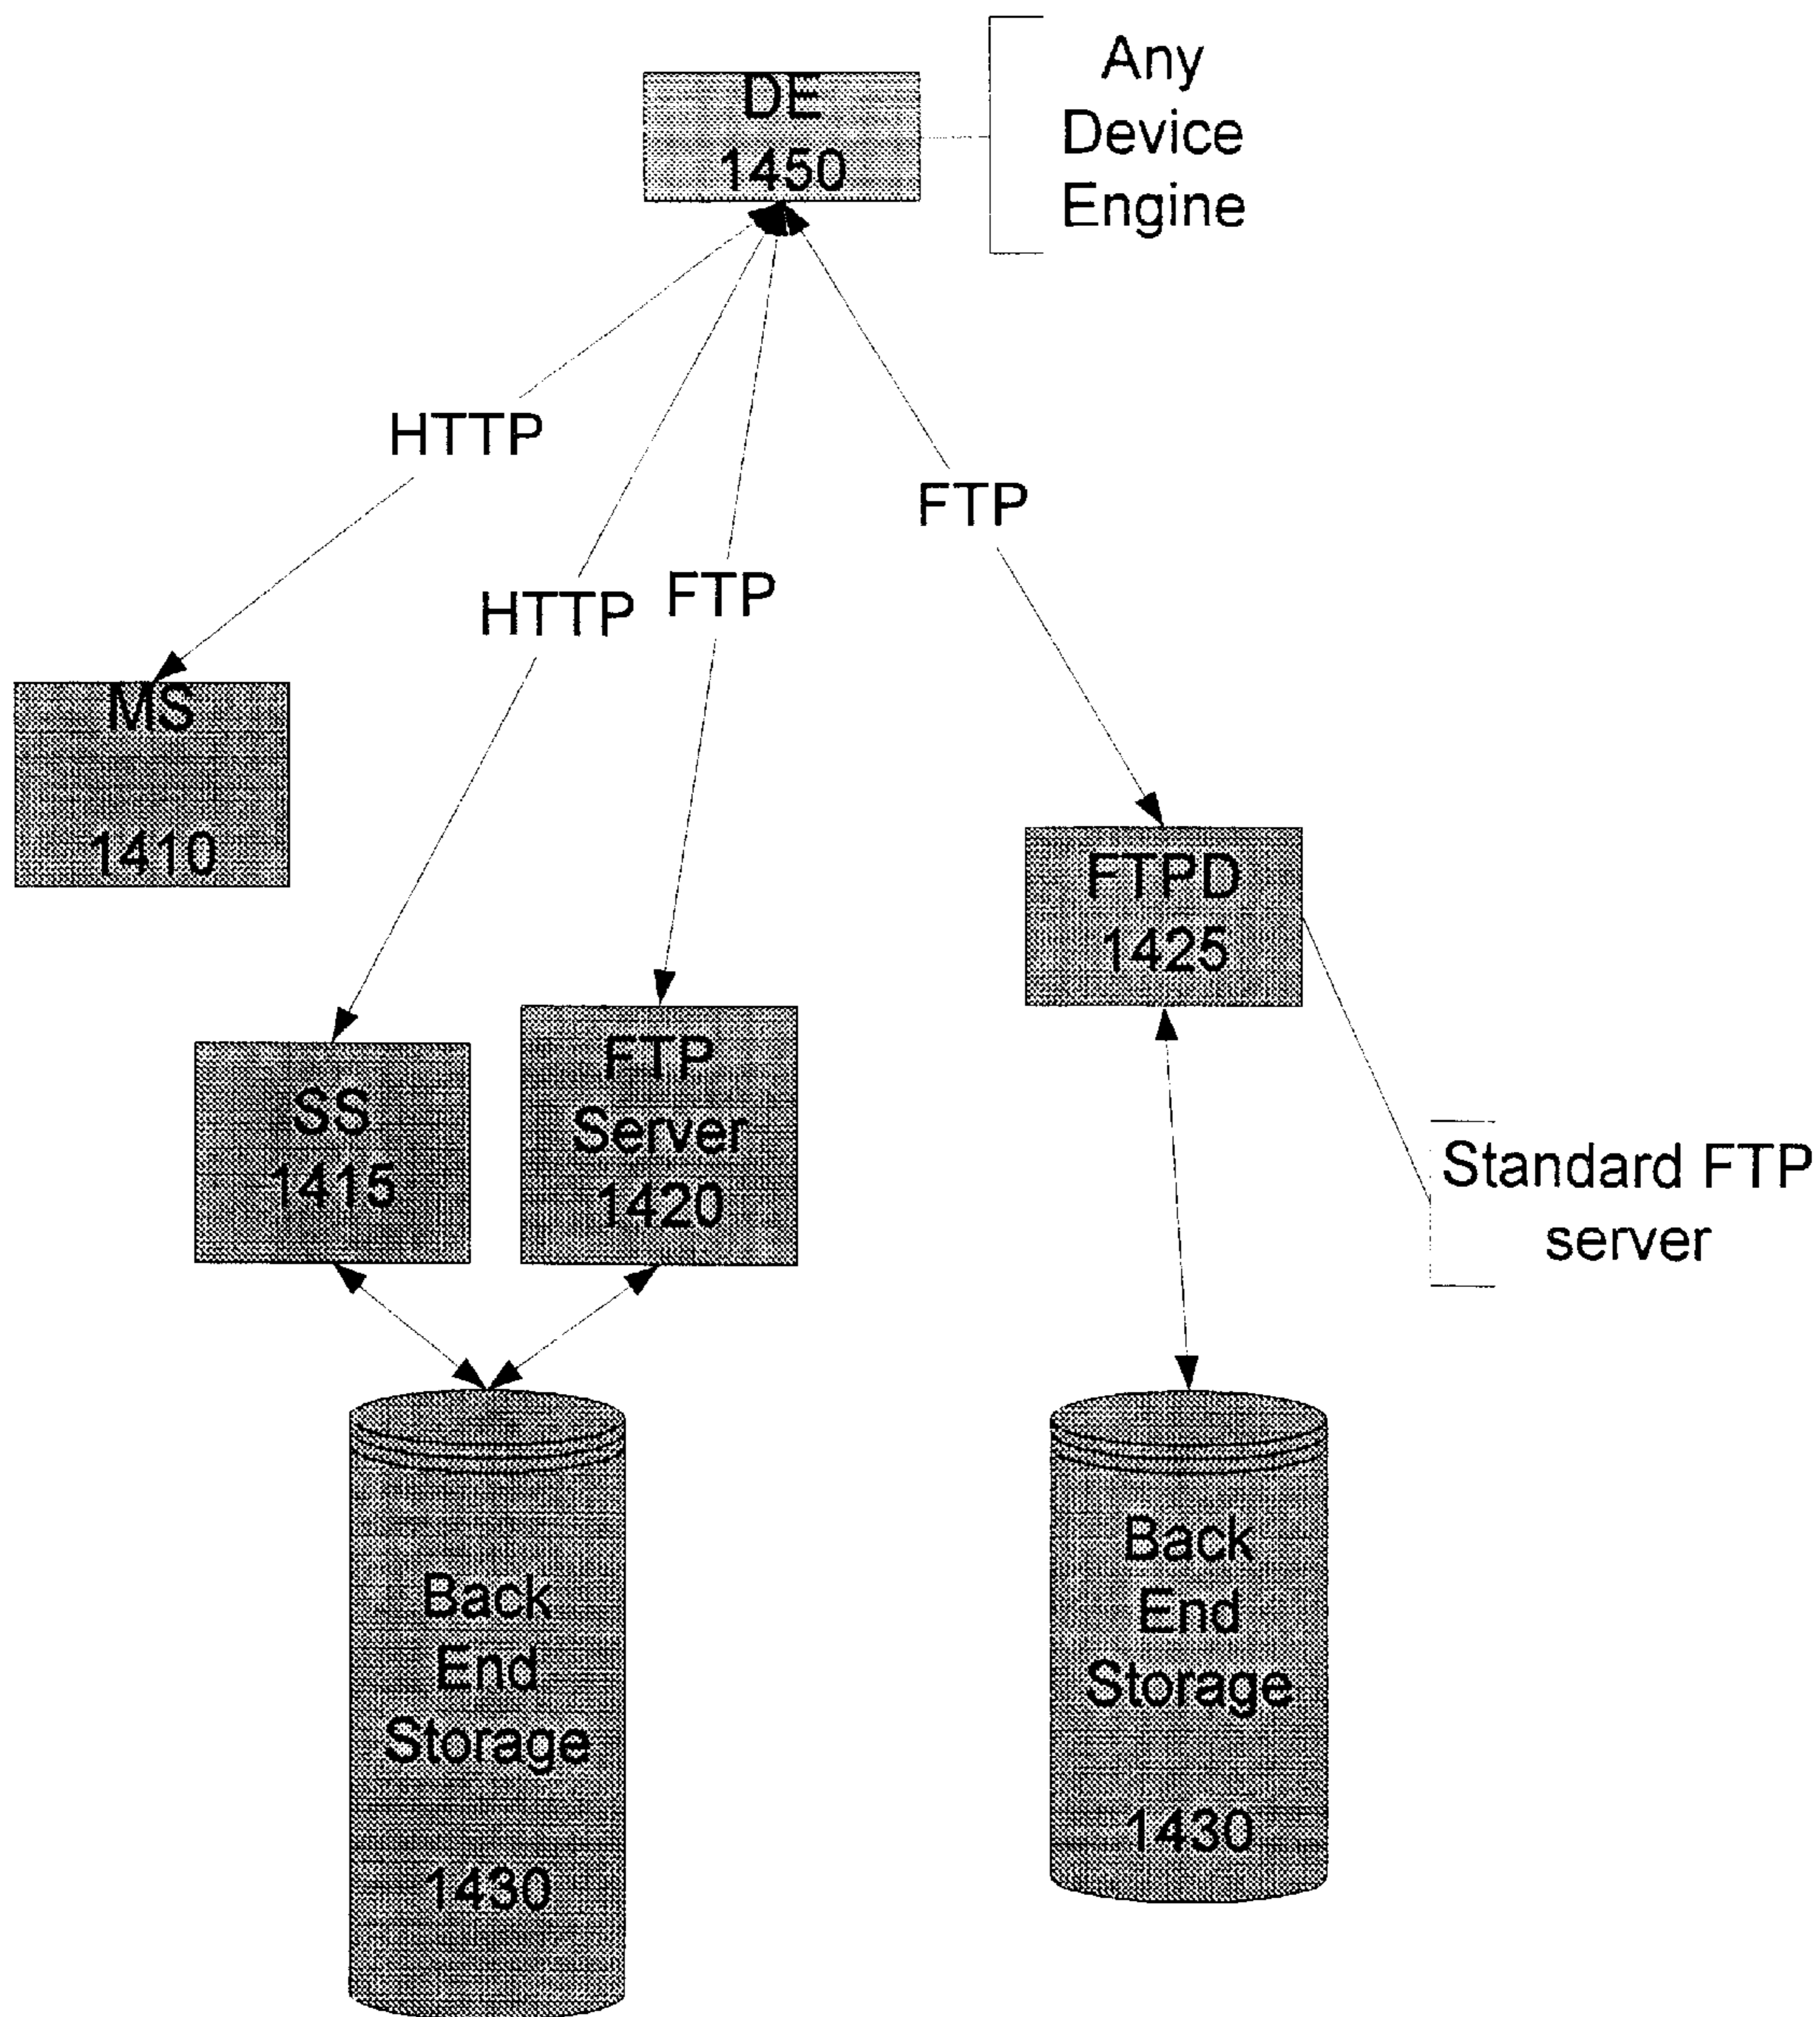 DE
1450
Any
Device
Engine
HTTP
FTP
HTTP
FTP
MS
1410
FTPD
1425
SS
1415
FTP
Server
1420
Standard FTP
server
Back
End
Storage
1430
Back
End
Storage
1430